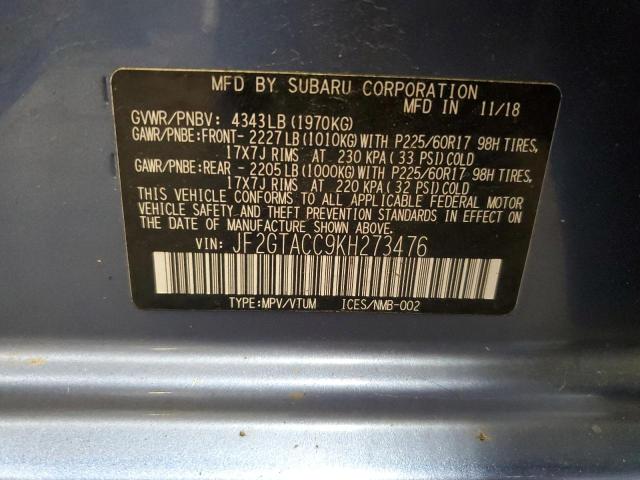 MFD BY SUBARU CORPORATION
MFD IN 11/18
GVWR/PNBV: 4343LB(1970KG)
GAWR/PNBE:FRONT-2227LB(1010KG)WITH P225/60R17 98H TIRES,
17X7J RIMS AT 230 KPA (33 PSI)COLD
GAWR/PNBE:REAR -2205LB(1000KG)WITH P225/60R17 98H TIRES,
17X7J RIMS AT 220 KPA (32 PSI)COLD
THIS VEHICLE CONFORMS TO ALL APPLICABLE FEDERAL MOTOR
VEHICLE SAFETY AND THEFT PREVENTION STANDARDS IN EFFECT ON
THE DATE OF MANUFACTURE SHOWN ABOVE.
VIN: JF2GTACC9KH273476
TYPE:MPV/VTUM ICES/NMB-002